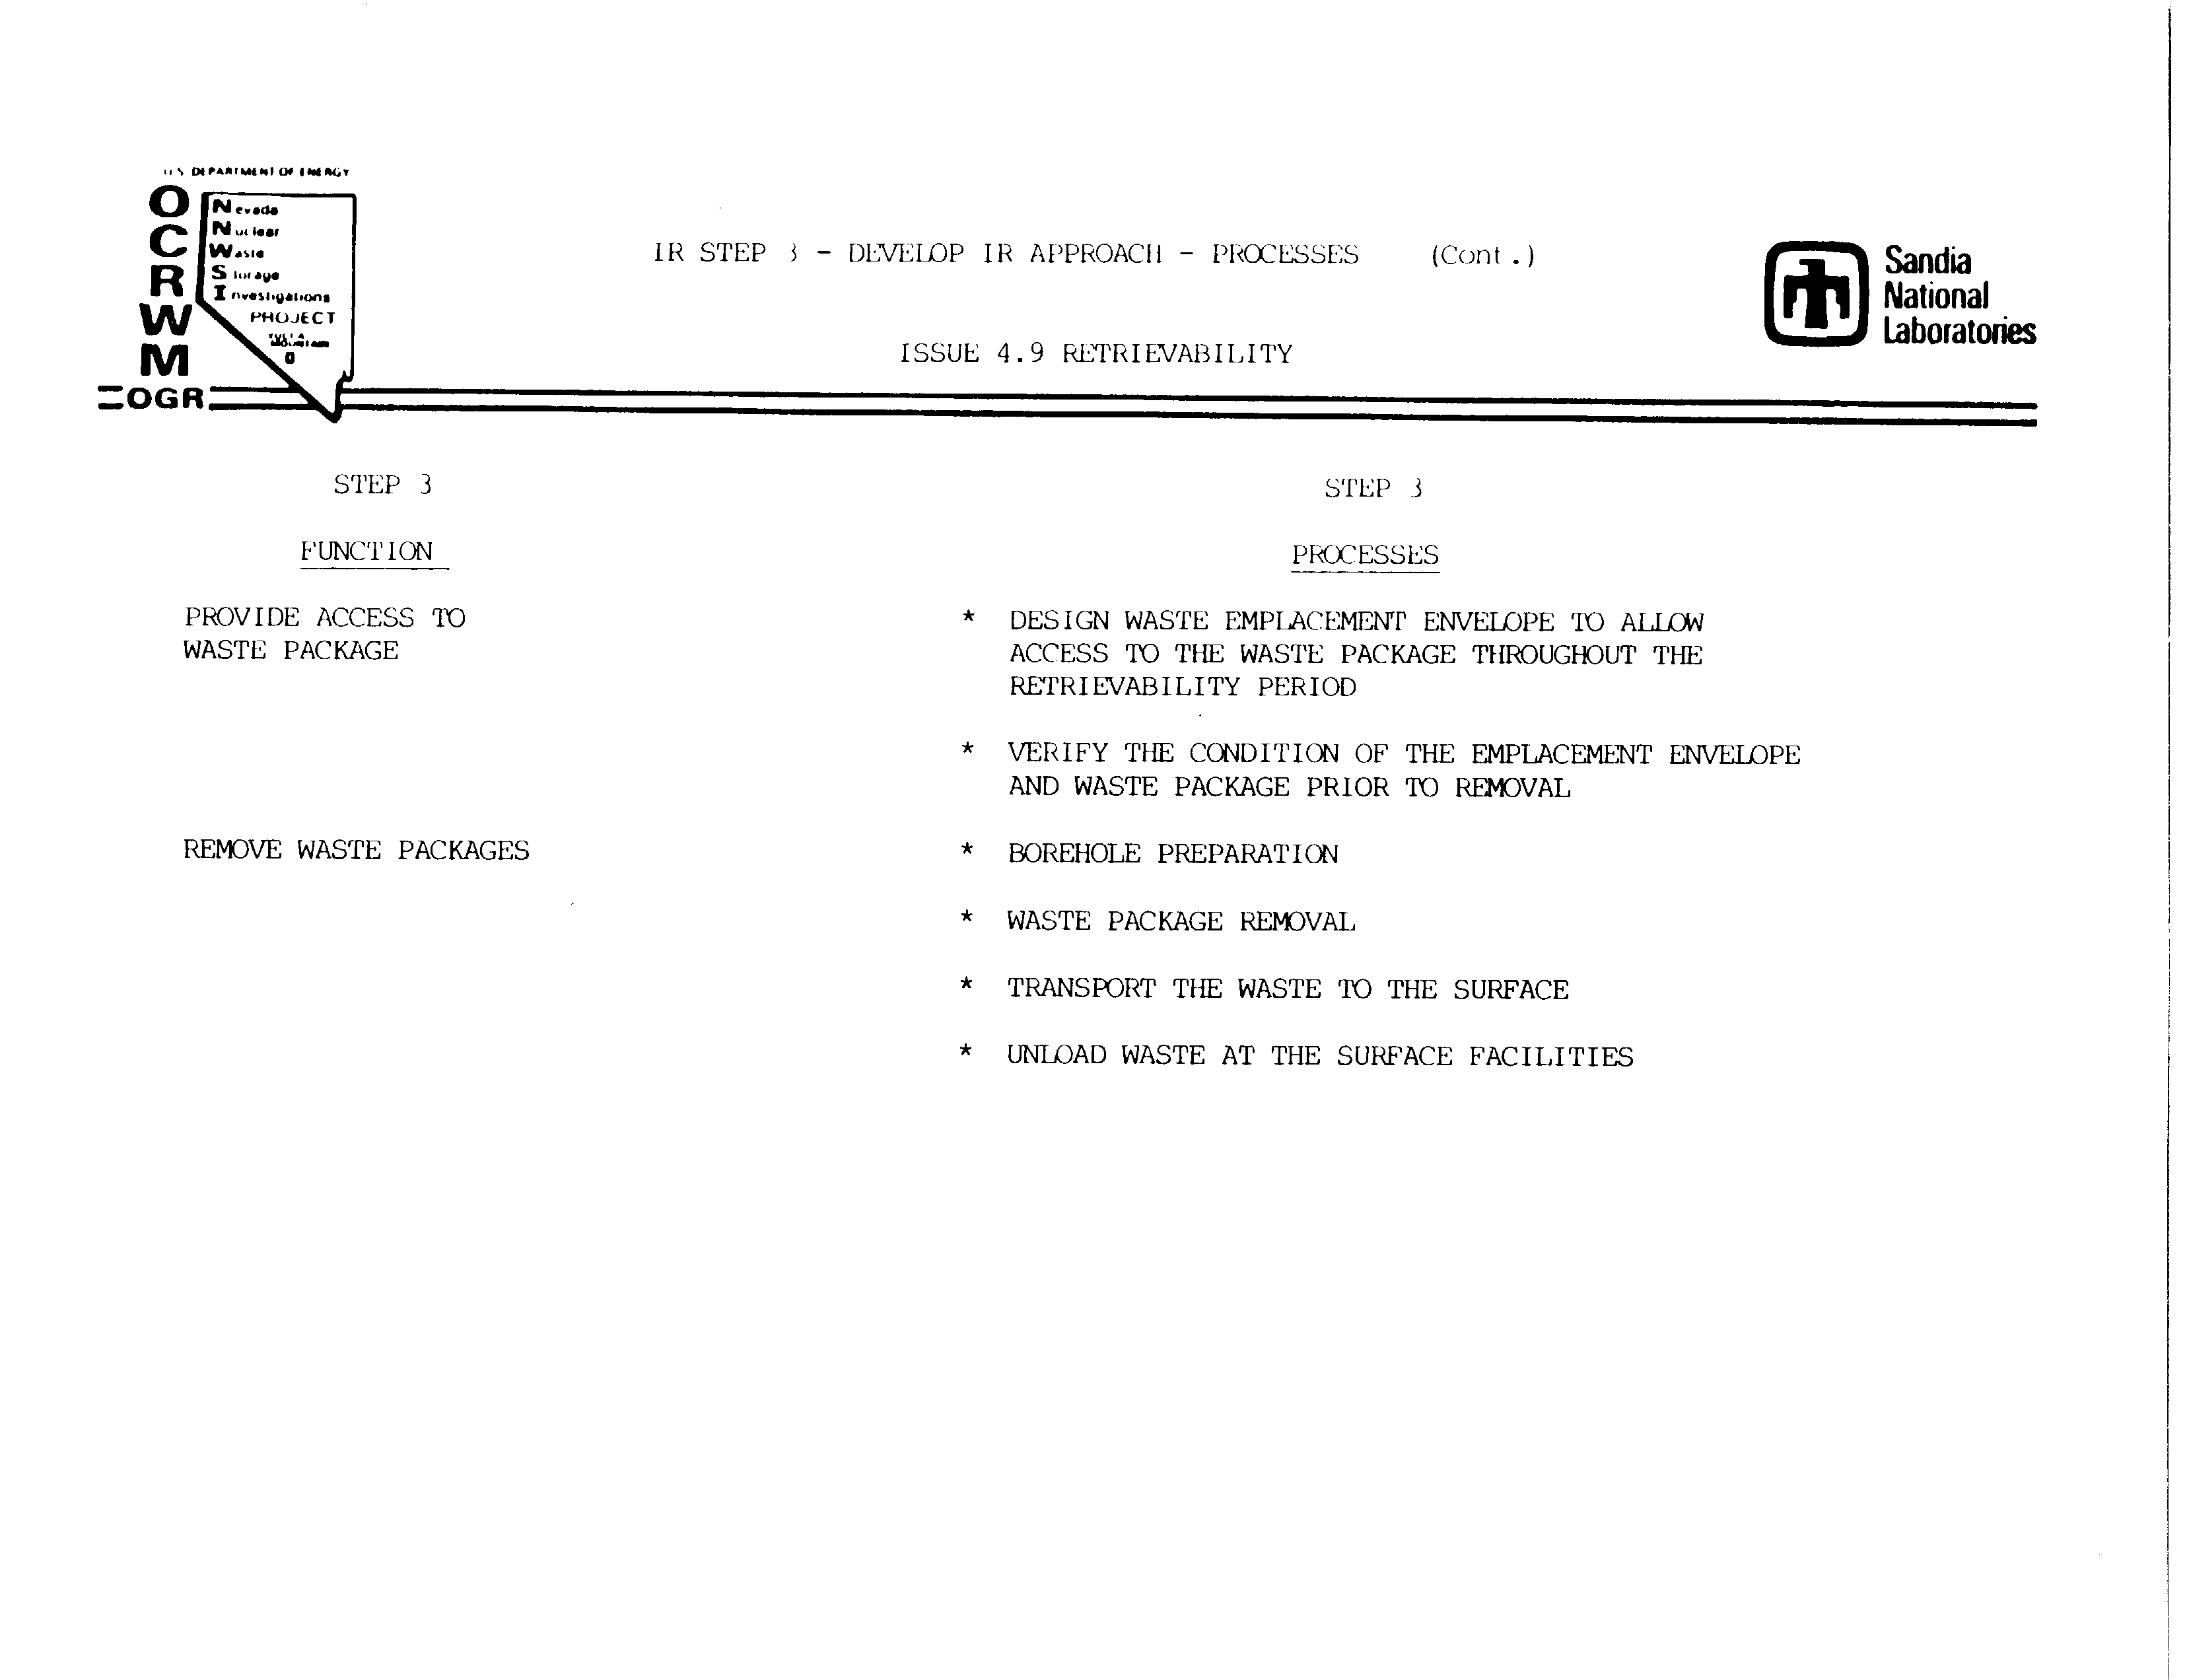 U.S. DEPARTMENT OF ENERGY
OCRWM
Nevada
Nuclear
Waste
Storage
Investigations
PROJECT
YUCCA
MOUNTAIN
OGR
IR STEP 3 - DEVELOP IR APPROACH - PROCESSES (Cont.)
ISSUE 4.9 RETRIEVABILITY
Sandia
National
Laboratories
STEP 3
FUNCTION
STEP 3
PROCESSES
PROVIDE ACCESS TO
WASTE PACKAGE
* DESIGN WASTE EMPLACEMENT ENVELOPE TO ALLOW
ACCESS TO THE WASTE PACKAGE THROUGHOUT THE
RETRIEVABILITY PERIOD
* VERIFY THE CONDITION OF THE EMPLACEMENT ENVELOPE
AND WASTE PACKAGE PRIOR TO REMOVAL
REMOVE WASTE PACKAGES
* BOREHOLE PREPARATION
* WASTE PACKAGE REMOVAL
* TRANSPORT THE WASTE TO THE SURFACE
* UNLOAD WASTE AT THE SURFACE FACILITIES